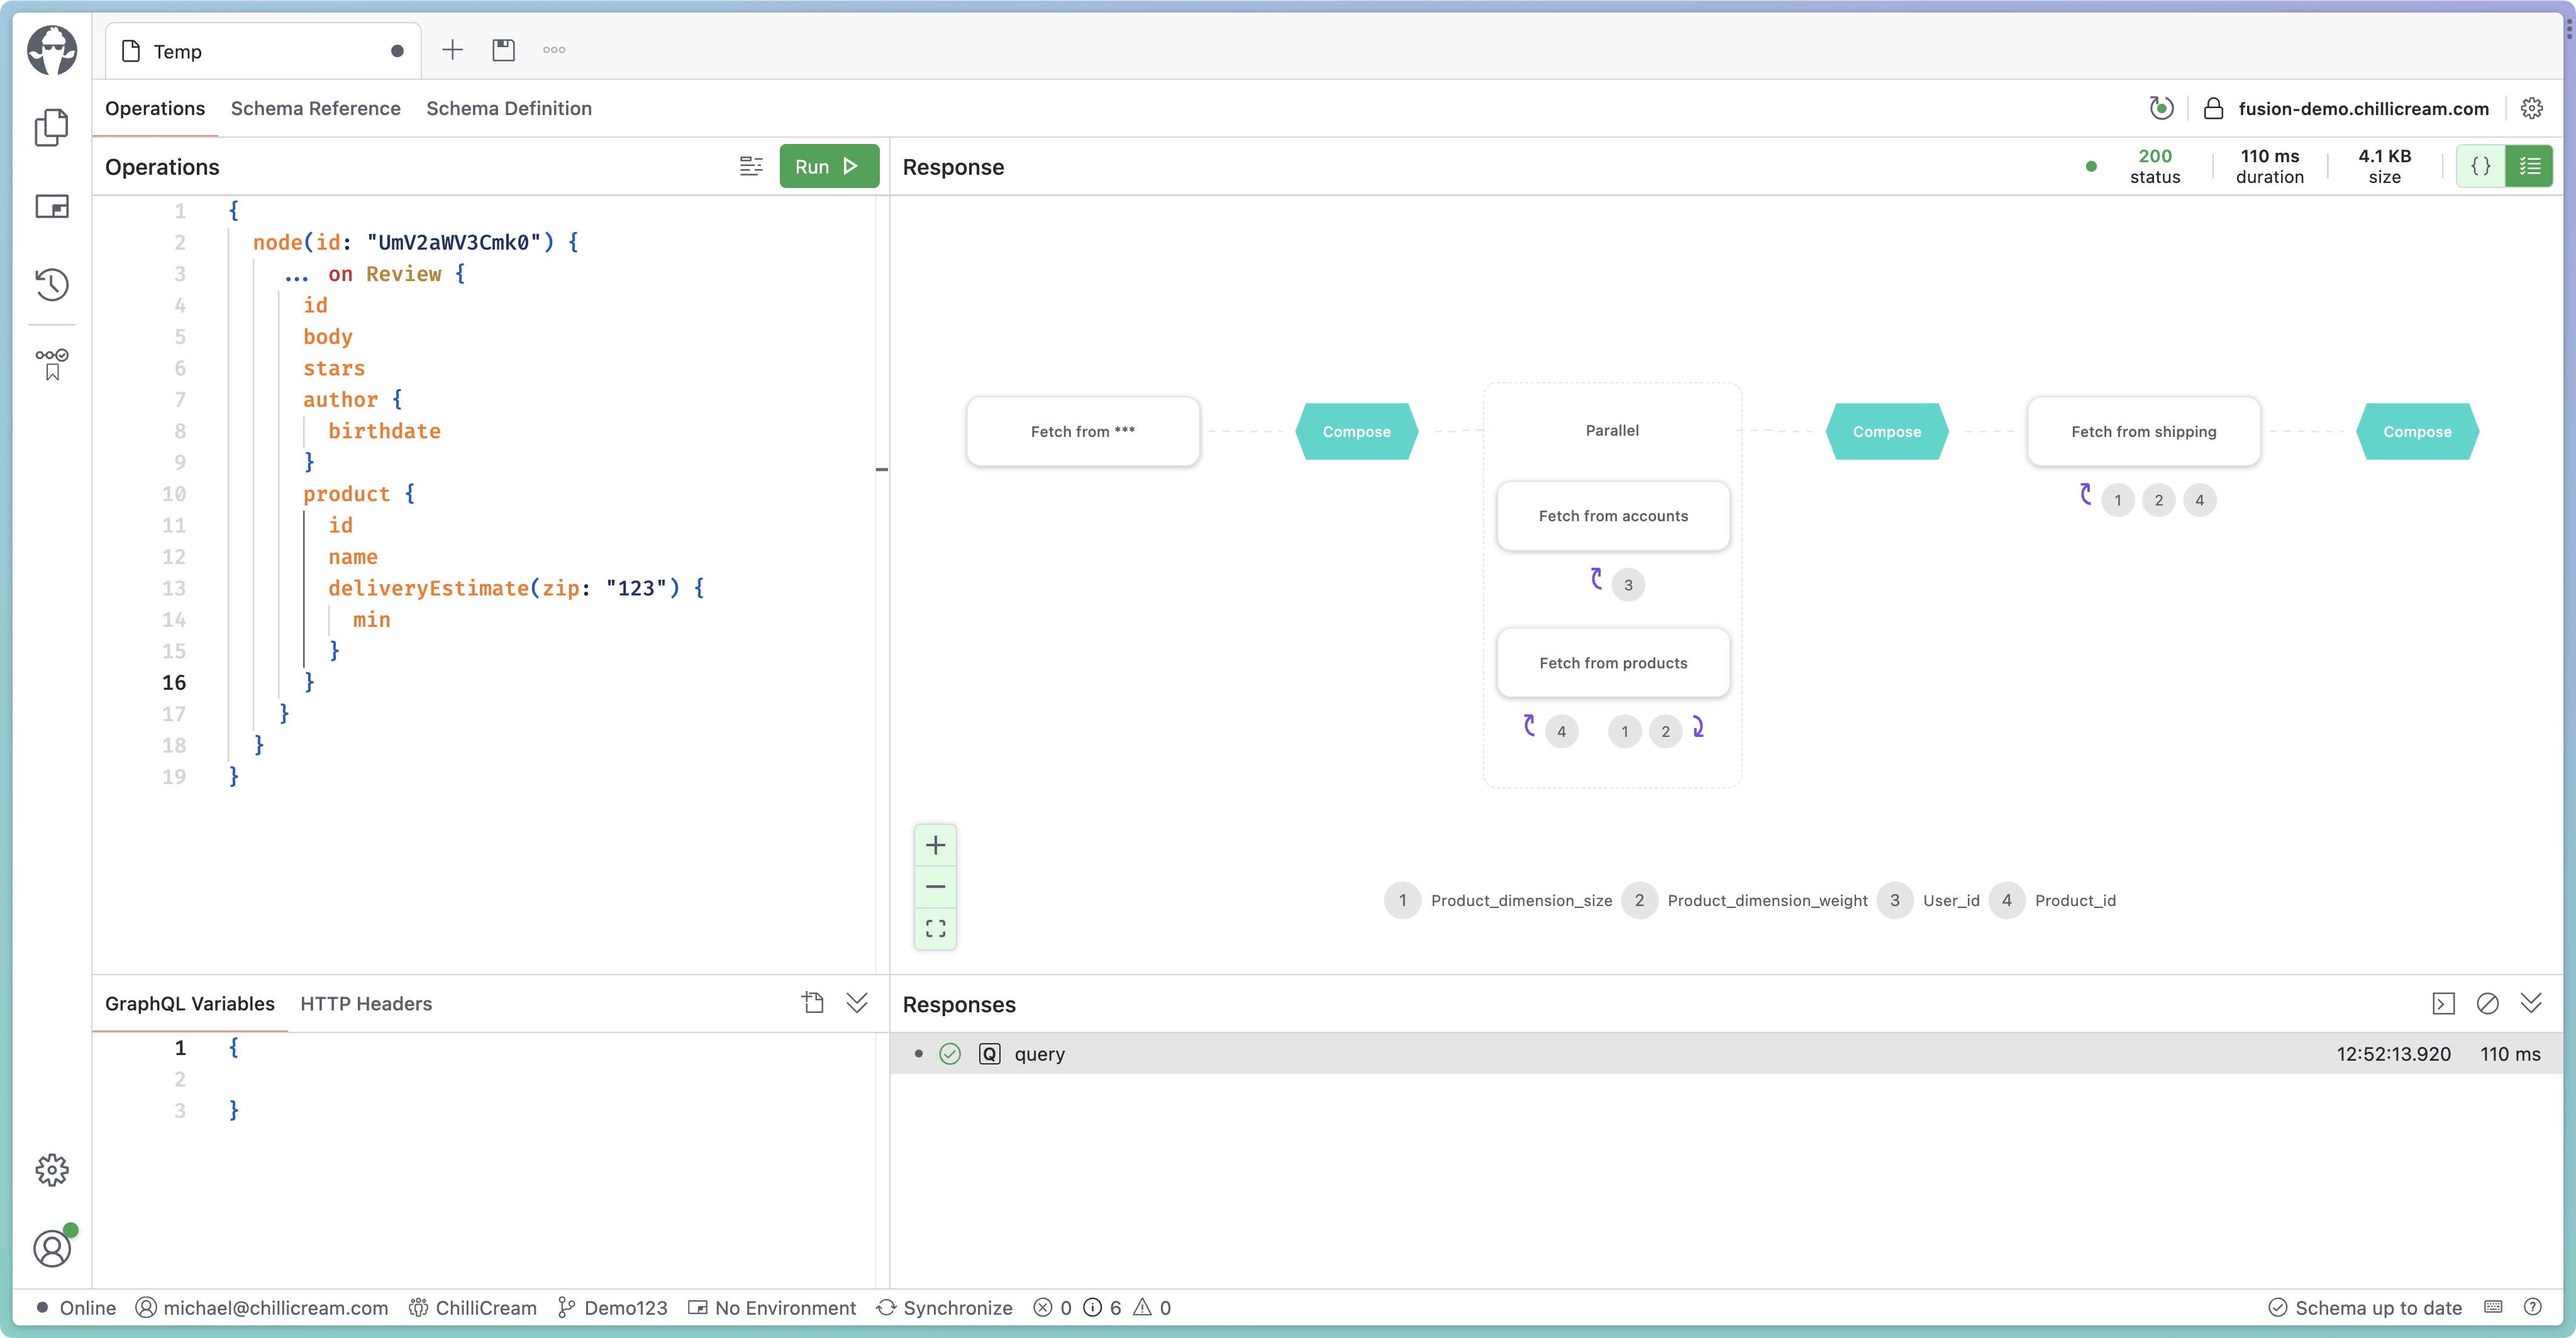 Temp
Operations Schema Reference Schema Definition
fusion-demo.chillicream.com
Operations
Run
Response
200 status
110 ms duration
4.1 KB size
{}
1 {
2 node(id: "UmV2aWV3Cmk0") {
3 ... on Review {
4 id
5 body
6 stars
7 author {
8 birthdate
9 }
10 product {
11 id
12 name
13 deliveryEstimate(zip: "123") {
14 min
15 }
16 }
17 }
18 }
19 }
Fetch from ***
Compose
Parallel
Fetch from accounts
3
Fetch from products
4 1 2
Compose
Fetch from shipping
1 2 4
Compose
1 Product_dimension_size 2 Product_dimension_weight 3 User_id 4 Product_id
GraphQL Variables HTTP Headers
1 {
2
3 }
Responses
Q query 12:52:13.920 110 ms
Online michael@chillicream.com ChilliCream Demo123 No Environment Synchronize 0 6 0
Schema up to date